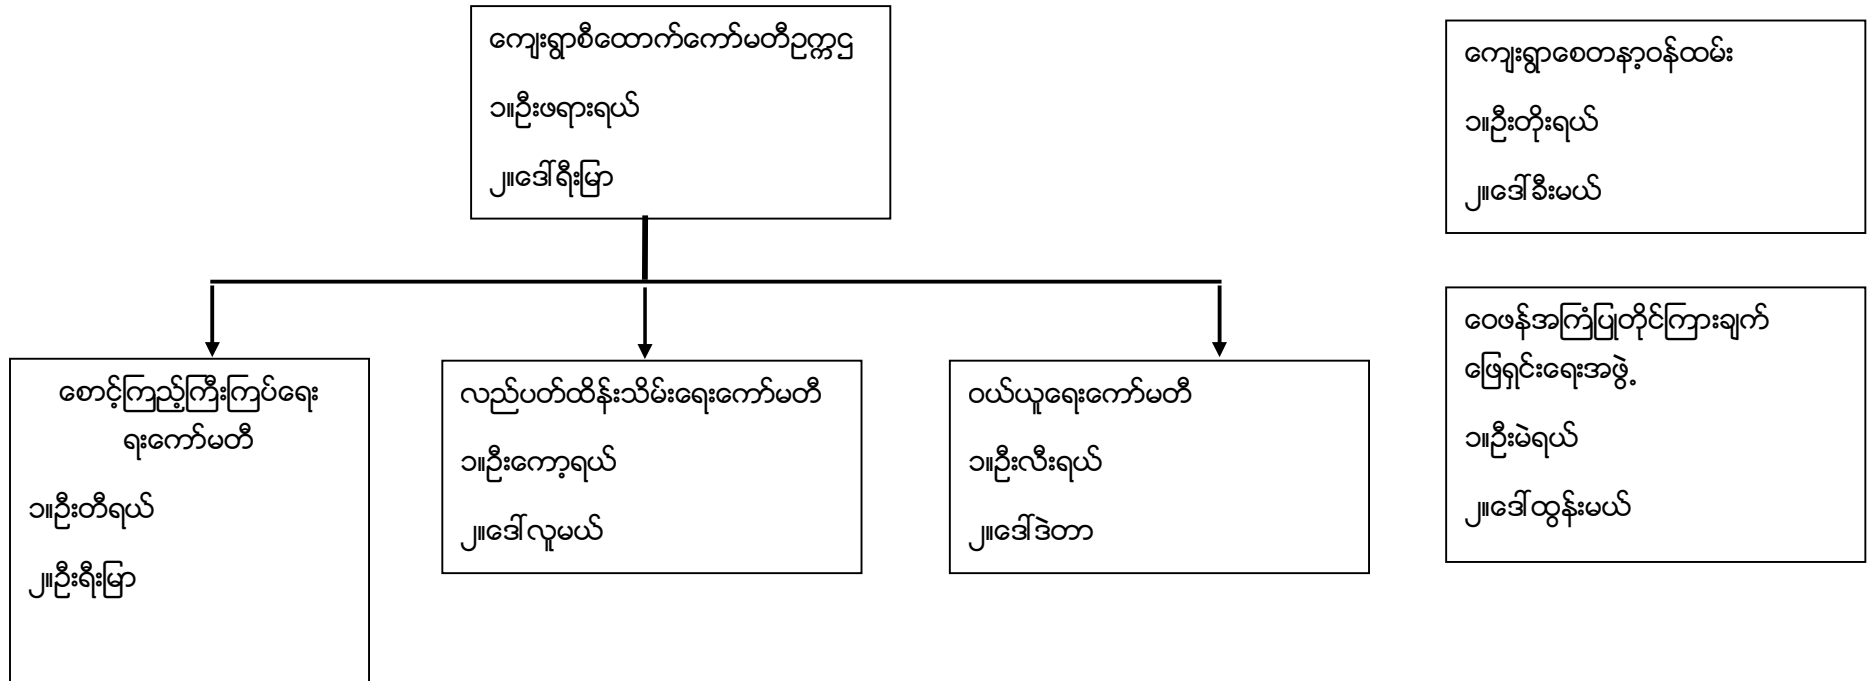 ကျေးရွာစီထောက်ကော်မတီဥက္ကဌ
၁။ဦးဖရားရယ်
၂။ဒေါ်ရီးမြာ
ကျေးရွာစေတနာ့ဝန်ထမ်း
၁။ဦးတိုးရယ်
၂။ဒေါ်ခီးမယ်
စောင့်ကြည့်ကြီးကြပ်ရေး
ရးကော်မတီ
၁။ဦးတီရယ်
၂။ဦးရီးမြာ
လည်ပတ်ထိန်းသိမ်းရေးကော်မတီ
၁။ဦးကော့ရယ်
၂။ဒေါ်လူမယ်
ဝယ်ယူရေးကော်မတီ
၁။ဦးလီးရယ်
၂။ဒေါ်ဒဲတာ
ဝေဖန်အကြံပြုတိုင်ကြားချက်
ဖြေရှင်းရေးအဖွဲ့
၁။ဦးမဲရယ်
၂။ဒေါ်ထွန်းမယ်